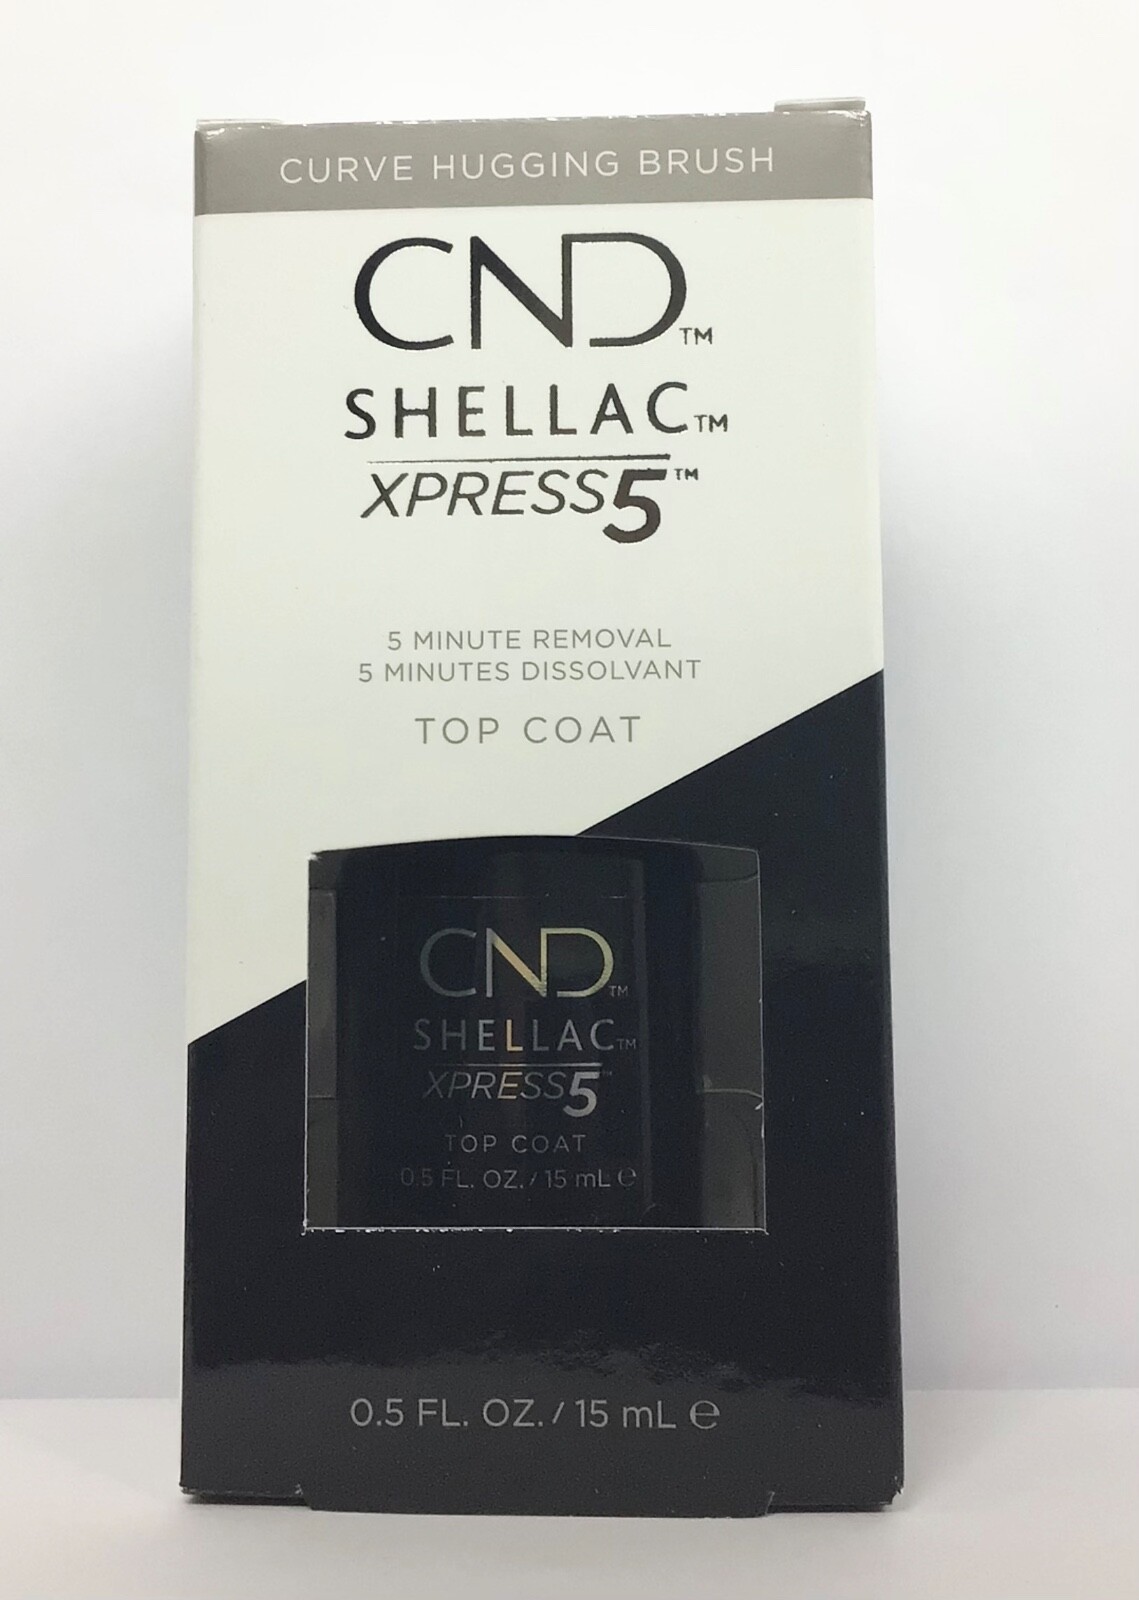 CURVE HUGGING BRUSH
CND™
SHELLAC™
XPRESS5™
5 MINUTE REMOVAL
5 MINUTES DISSOLVANT
TOP COAT
CND™
SHELLAC™
XPRESS5™
TOP COAT
0.5 FL. OZ. / 15 mL ℮
0.5 FL. OZ. / 15 mL ℮